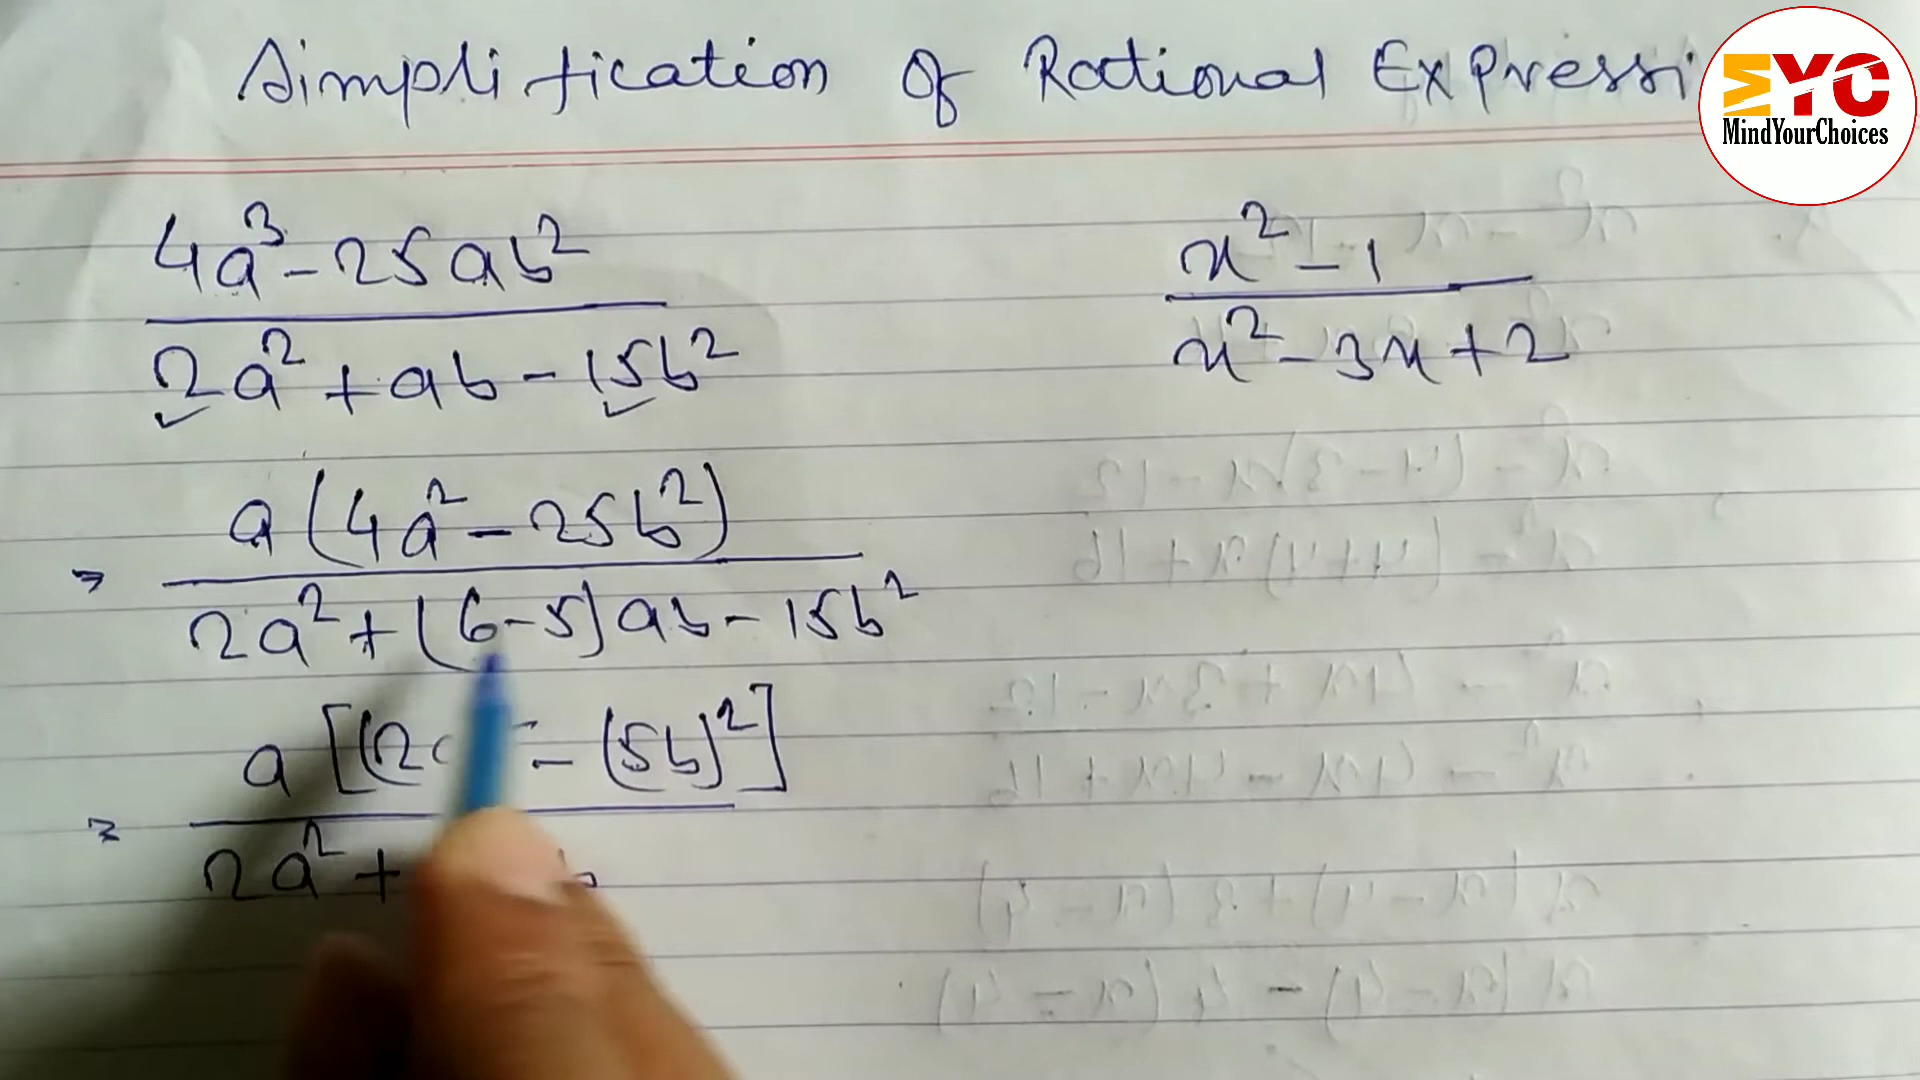 Simplification Of Rational Expressi
MYC
MindYourChoices
4a³ - 25ab²
2a² + ab - 15b²
x² - 1
x² - 3x + 2
a(4a² - 25b²)
= 2a² + (6-5)ab - 15b²
a[(2 - (5b)²]
= 2a² +